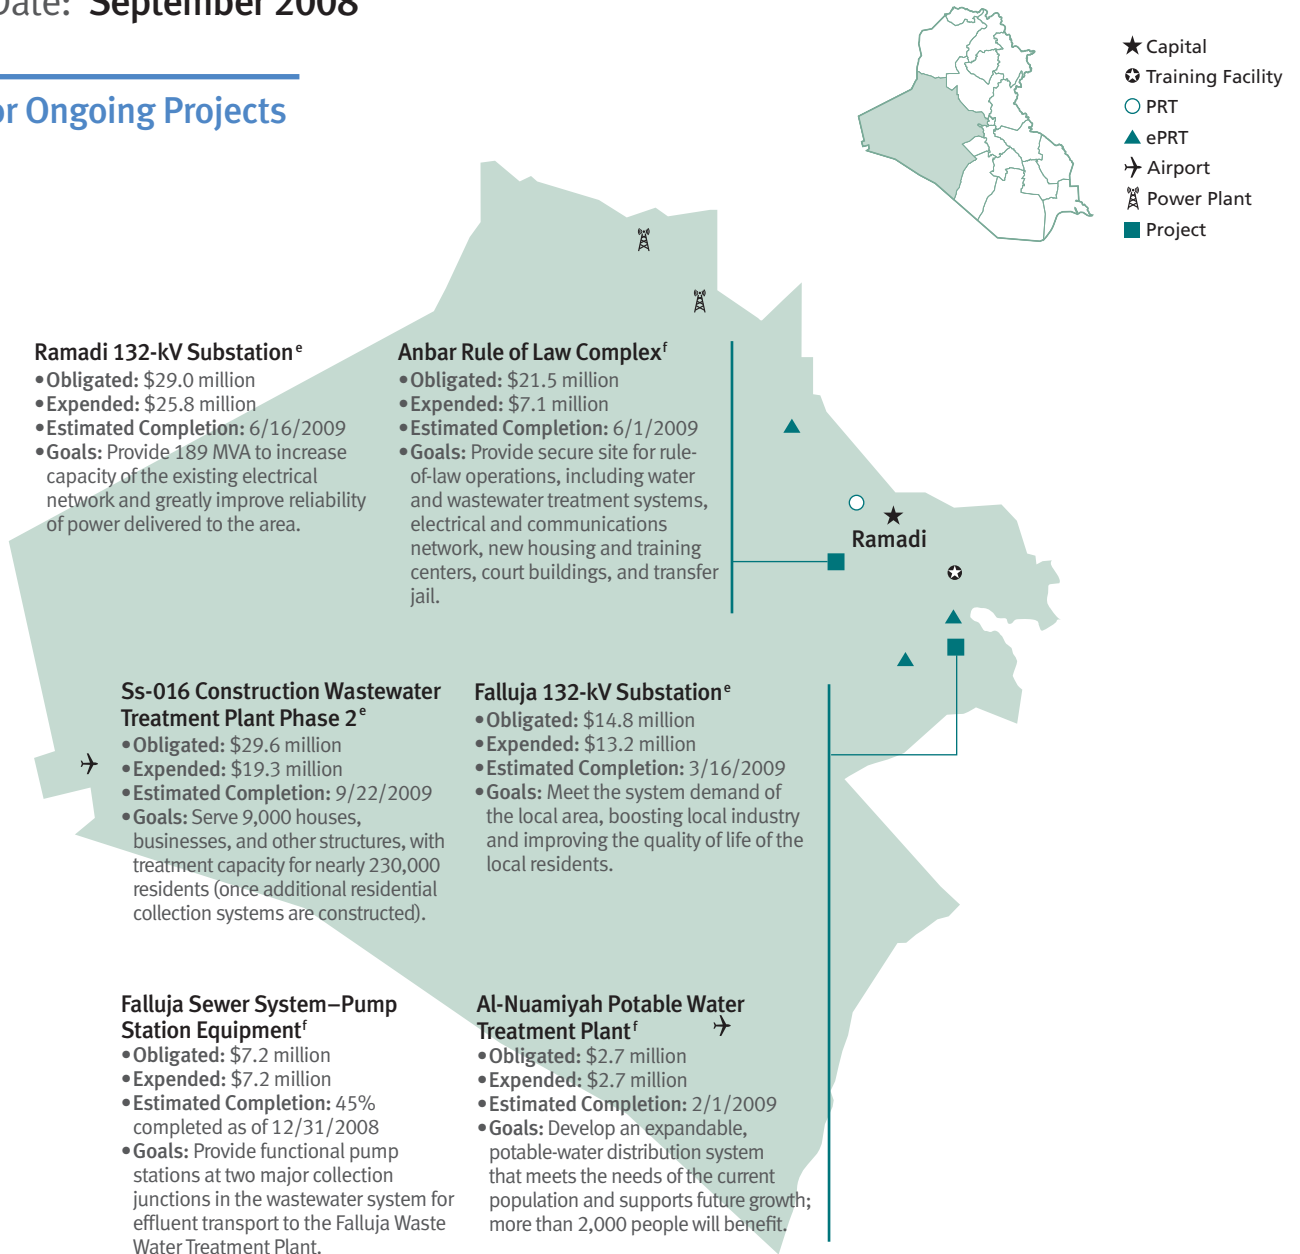 Date: September 2008
or Ongoing Projects
Capital
Training Facility
PRT
ePRT
Airport
Power Plant
Project
Ramadi 132-kV Substation e
•Obligated: $29.0 million
•Expended: $25.8 million
•Estimated Completion: 6/16/2009
•Goals: Provide 189 MVA to increase
capacity of the existing electrical
network and greatly improve reliability
of power delivered to the area.
Anbar Rule of Law Complex f
•Obligated: $21.5 million
•Expended: $7.1 million
•Estimated Completion: 6/1/2009
•Goals: Provide secure site for rule-
of-law operations, including water
and wastewater treatment systems,
electrical and communications
network, new housing and training
centers, court buildings, and transfer
jail.
Ramadi
Ss-016 Construction Wastewater
Treatment Plant Phase 2 e
•Obligated: $29.6 million
•Expended: $19.3 million
•Estimated Completion: 9/22/2009
•Goals: Serve 9,000 houses,
businesses, and other structures, with
treatment capacity for nearly 230,000
residents (once additional residential
collection systems are constructed).
Falluja 132-kV Substation e
•Obligated: $14.8 million
•Expended: $13.2 million
•Estimated Completion: 3/16/2009
•Goals: Meet the system demand of
the local area, boosting local industry
and improving the quality of life of the
local residents.
Falluja Sewer System–Pump
Station Equipment f
•Obligated: $7.2 million
•Expended: $7.2 million
•Estimated Completion: 45%
completed as of 12/31/2008
•Goals: Provide functional pump
stations at two major collection
junctions in the wastewater system for
effluent transport to the Falluja Waste
Water Treatment Plant.
Al-Nuamiyah Potable Water
Treatment Plant f
•Obligated: $2.7 million
•Expended: $2.7 million
•Estimated Completion: 2/1/2009
•Goals: Develop an expandable,
potable-water distribution system
that meets the needs of the current
population and supports future growth;
more than 2,000 people will benefit.